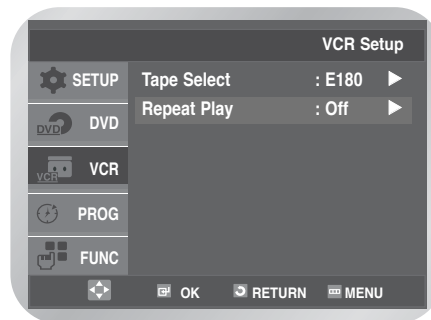 VCR Setup
SETUP
Tape Select : E180 ►
Repeat Play : Off ►
DVD DVD
VCR VCR
PROG
FUNC
OK RETURN MENU